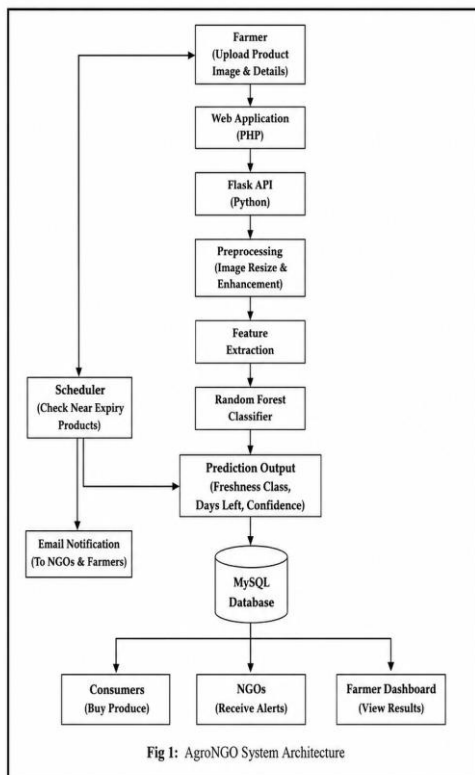 Farmer
(Upload Product
Image & Details)
Web Application
(PHP)
Flask API
(Python)
Preprocessing
(Image Resize &
Enhancement)
Feature
Extraction
Scheduler
(Check Near Expiry
Products)
Random Forest
Classifier
Prediction Output
(Freshness Class,
Days Left, Confidence)
Email Notification
(To NGOs & Farmers)
MySQL
Database
Consumers
(Buy Produce)
NGOs
(Receive Alerts)
Farmer Dashboard
(View Results)
Fig 1: AgroNGO System Architecture